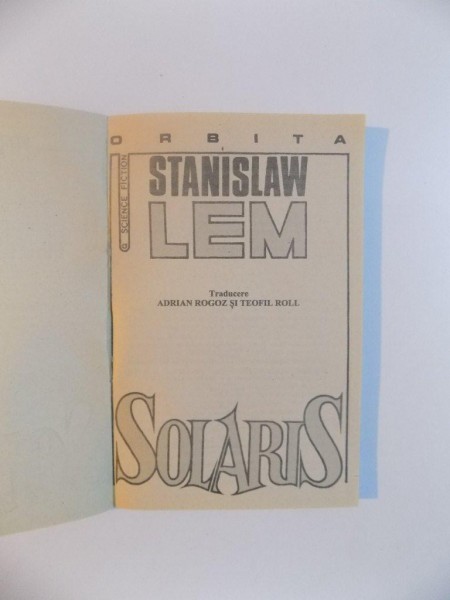 ORBITA
SCIENCE FICTION
STANISLAW
LEM
Traducere
ADRIAN ROGOZ ŞI TEOFIL ROLL
SOLARIS